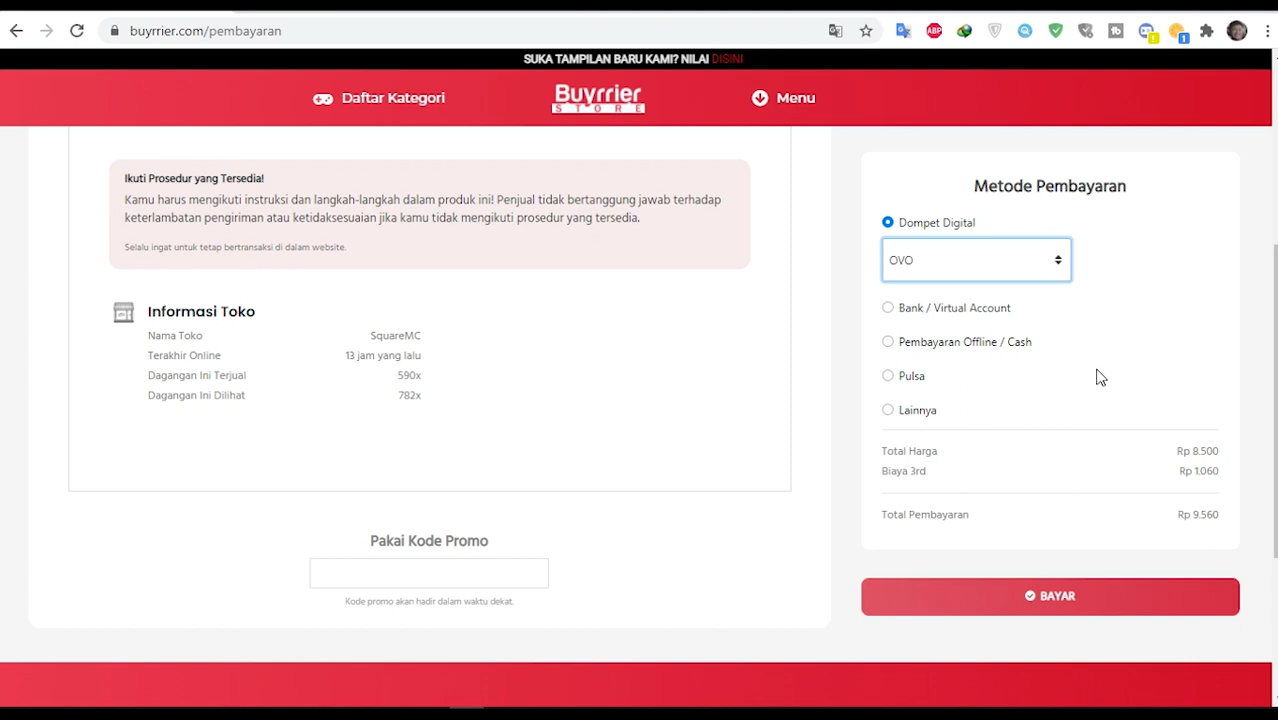 buyrrier.com/pembayaran
SUKA TAMPILAN BARU KAMI? NILAI DISINI
Daftar Kategori
Buyrrier
STORE
Menu
Ikuti Prosedur yang Tersedia!
Kamu harus mengikuti instruksi dan langkah-langkah dalam produk ini! Penjual tidak bertanggung jawab terhadap
keterlambatan pengiriman atau ketidaksesuaian jika kamu tidak mengikuti prosedur yang tersedia.
Selalu ingat untuk tetap bertransaksi di dalam website.
Informasi Toko
Nama Toko SquareMC
Terakhir Online 13 jam yang lalu
Dagangan Ini Terjual 590x
Dagangan Ini Dilihat 782x
Pakai Kode Promo
Kode promo akan hadir dalam waktu dekat.
Metode Pembayaran
Dompet Digital
OVO
Bank / Virtual Account
Pembayaran Offline / Cash
Pulsa
Lainnya
Total Harga Rp 8.500
Biaya 3rd Rp 1.060
Total Pembayaran Rp 9.560
BAYAR